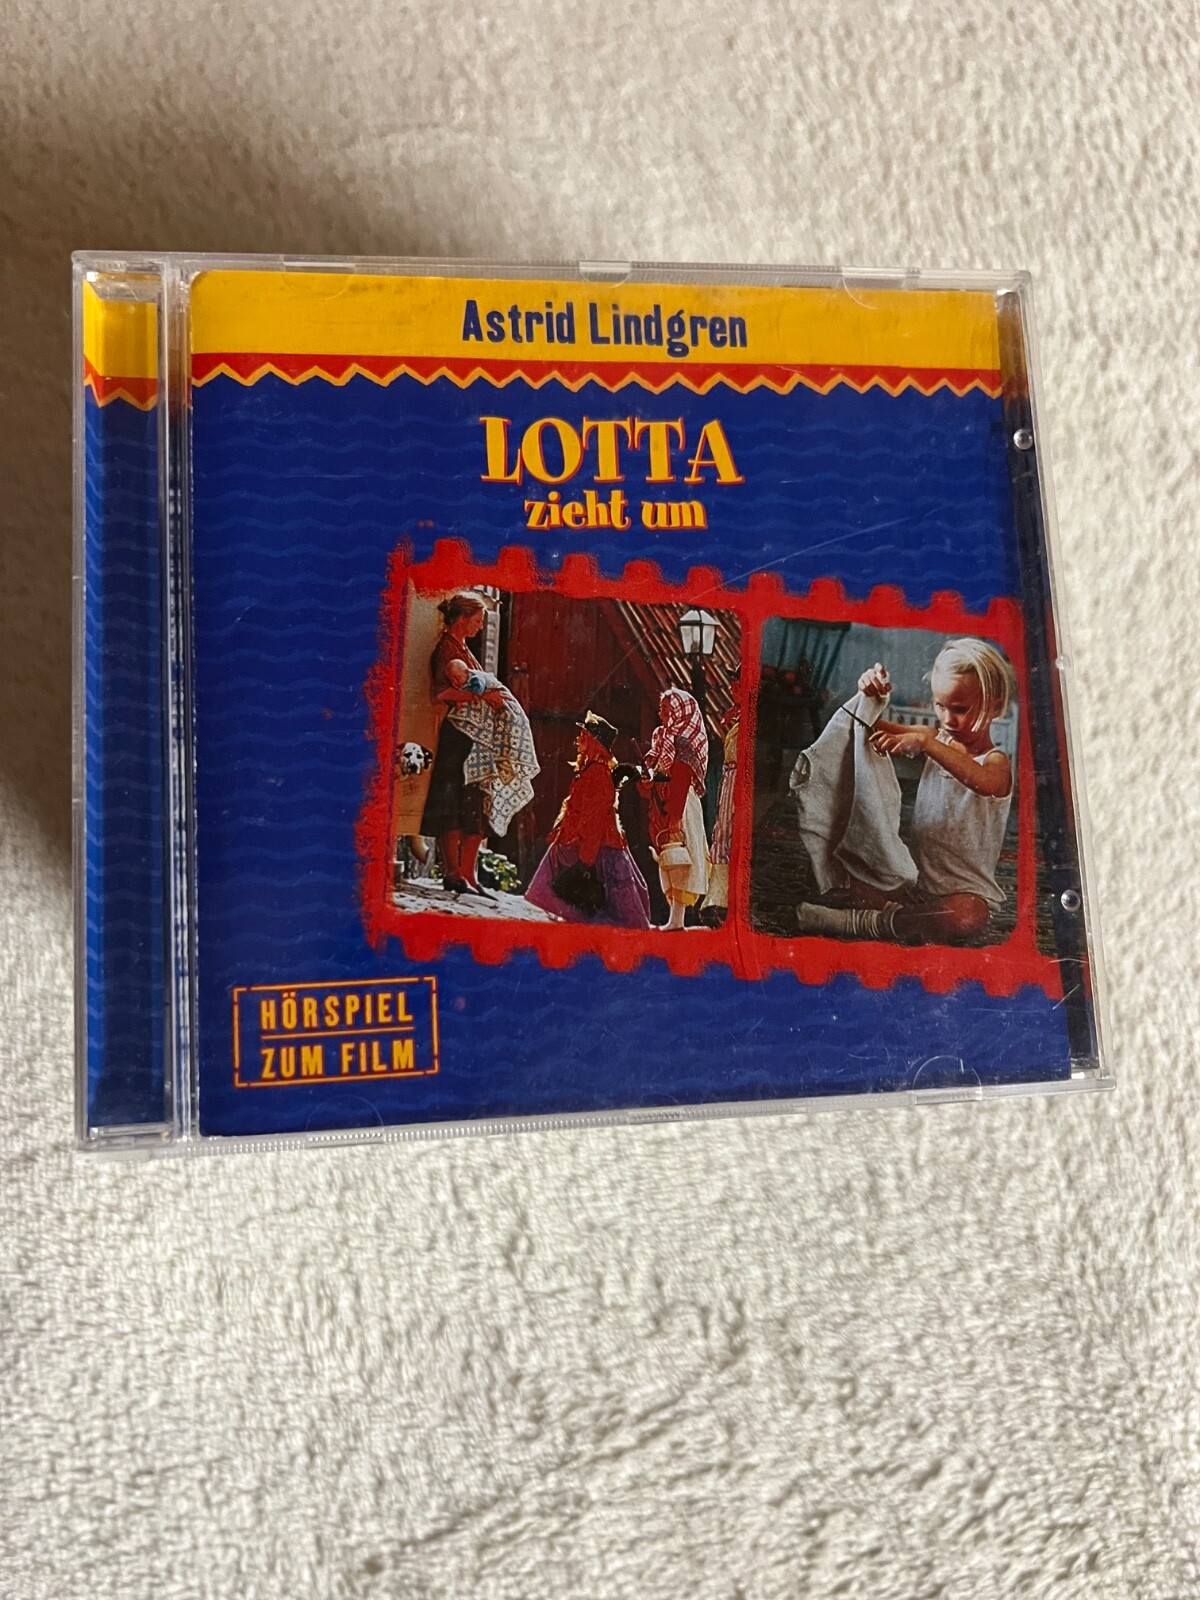 Astrid Lindgren
LOTTA
zieht um
HÖRSPIEL
ZUM FILM